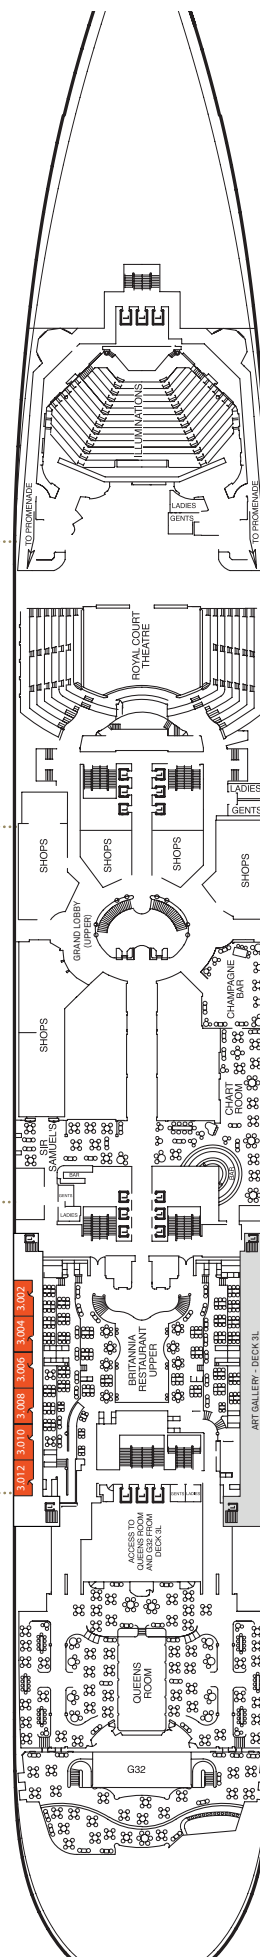 ILLUMINATIONS
LADIES
GENTS
TO PROMENADE
TO PROMENADE
ROYAL COURT
THEATRE
LADIES
GENTS
SHOPS
SHOPS
SHOPS
SHOPS
GRAND LOBBY
(UPPER)
CHAMPAGNE
BAR
SHOPS
CHART
ROOM
SIR
SAMUEL'S
BAR
BAR
GENTS
LADIES
3.002
3.004
3.006
3.008
3.010
3.012
BRITANNIA
RESTAURANT
UPPER
ART GALLERY - DECK 3L
GENTS
LADIES
ACCESS TO
QUEENS ROOM
AND G32 FROM
DECK 3L
QUEENS
ROOM
G32